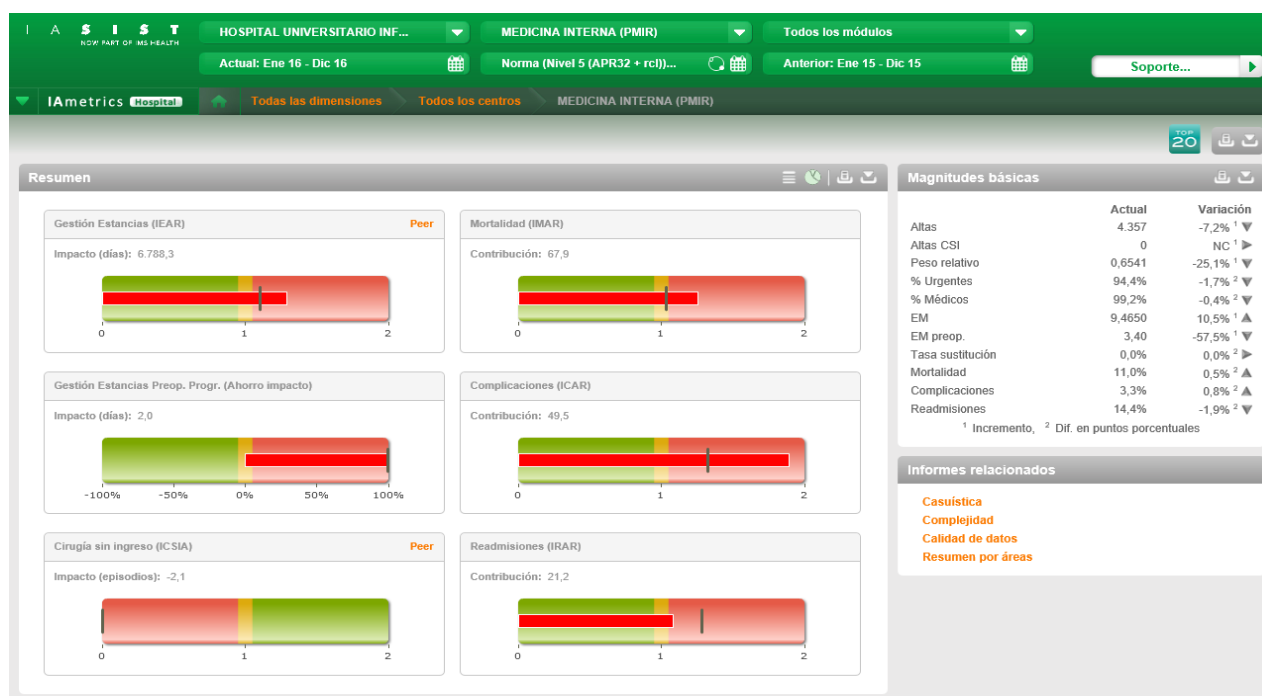 I A S I S T
NOW PART OF IMS HEALTH
HOSPITAL UNIVERSITARIO INF...
MEDICINA INTERNA (PMIR)
Todos los módulos
Actual: Ene 16 - Dic 16
Norma (Nivel 5 (APR32 + rcl))...
Anterior: Ene 15 - Dic 15
Soporte...
IAmetrics Hospital
Todas las dimensiones
Todos los centros
MEDICINA INTERNA (PMIR)
TOP 20
Resumen
Gestión Estancias (IEAR) Peer
Impacto (días): 6.788,3
0 1 2
Mortalidad (IMAR)
Contribución: 67,9
0 1 2
Gestión Estancias Preop. Progr. (Ahorro impacto)
Impacto (días): 2,0
-100% -50% 0% 50% 100%
Complicaciones (ICAR)
Contribución: 49,5
0 1 2
Cirugía sin ingreso (ICSIA) Peer
Impacto (episodios): -2,1
0 1 2
Readmisiones (IRAR)
Contribución: 21,2
0 1 2
Magnitudes básicas
Actual Variación
Altas 4.357 -7,2% ¹
Altas CSI 0 NC ¹
Peso relativo 0,6541 -25,1% ¹
% Urgentes 94,4% -1,7% ²
% Médicos 99,2% -0,4% ²
EM 9,4650 10,5% ¹
EM preop. 3,40 -57,5% ¹
Tasa sustitución 0,0% 0,0% ²
Mortalidad 11,0% 0,5% ²
Complicaciones 3,3% 0,8% ²
Readmisiones 14,4% -1,9% ²
¹ Incremento, ² Dif. en puntos porcentuales
Informes relacionados
Casuística
Complejidad
Calidad de datos
Resumen por áreas